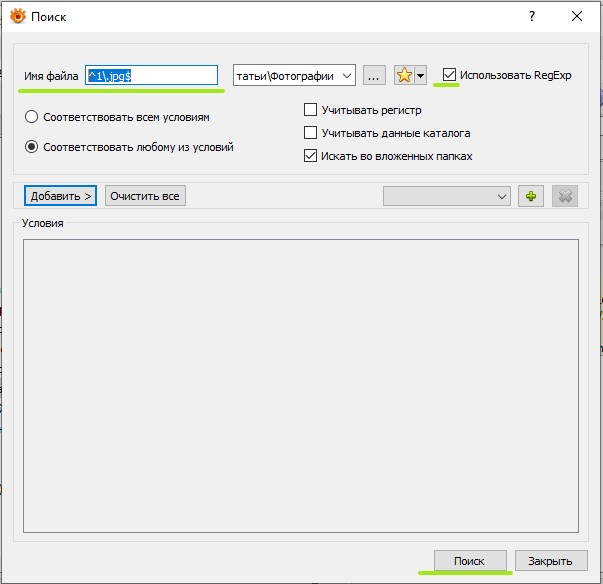 Поиск
?
Имя файла ^1\.jpg$ татьи\Фотографии ... Использовать RegExp
Соответствовать всем условиям
Учитывать регистр
Учитывать данные каталога
Соответствовать любому из условий
Искать во вложенных папках
Добавить > Очистить все
Условия
Поиск Закрыть